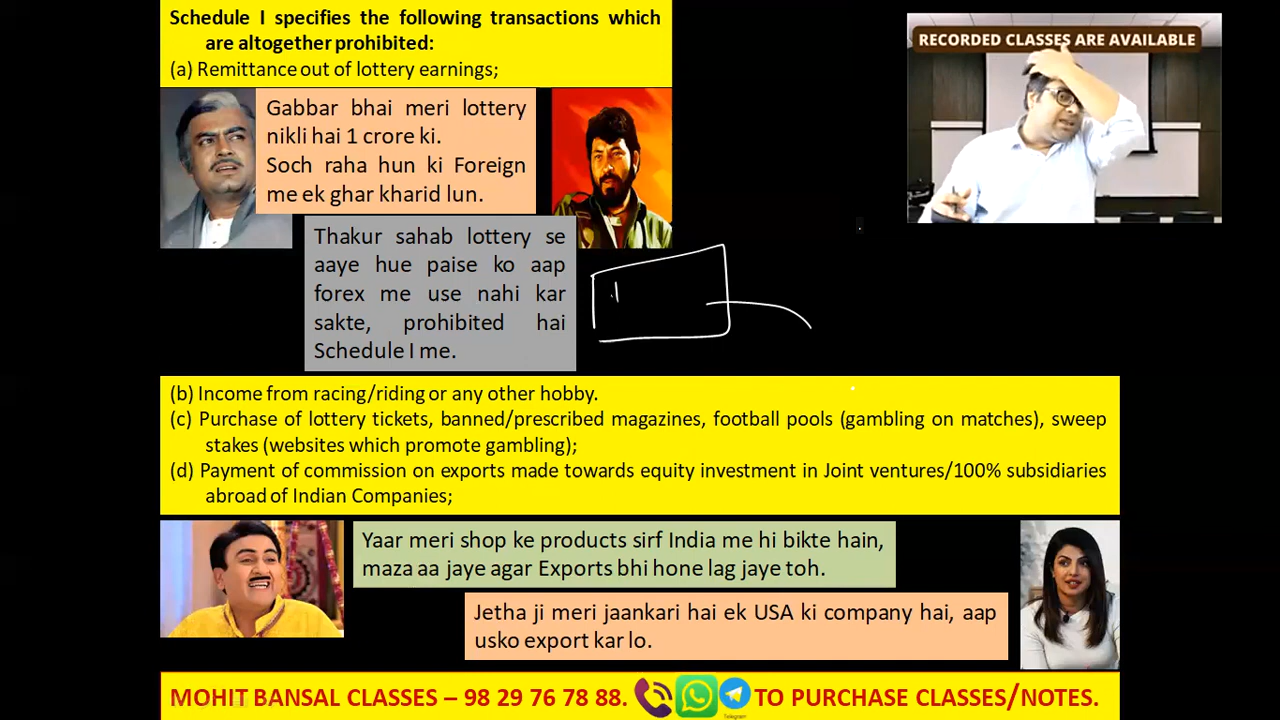 Schedule I specifies the following transactions which
are altogether prohibited:
(a) Remittance out of lottery earnings;
RECORDED CLASSES ARE AVAILABLE
Gabbar bhai meri lottery
nikli hai 1 crore ki.
Soch raha hun ki Foreign
me ek ghar kharid lun.
Thakur sahab lottery se
aaye hue paise ko aap
forex me use nahi kar
sakte, prohibited hai
Schedule I me.
(b) Income from racing/riding or any other hobby.
(c) Purchase of lottery tickets, banned/prescribed magazines, football pools (gambling on matches), sweep
stakes (websites which promote gambling);
(d) Payment of commission on exports made towards equity investment in Joint ventures/100% subsidiaries
abroad of Indian Companies;
Yaar meri shop ke products sirf India me hi bikte hain,
maza aa jaye agar Exports bhi hone lag jaye toh.
Jetha ji meri jaankari hai ek USA ki company hai, aap
usko export kar lo.
MOHIT BANSAL CLASSES – 98 29 76 78 88. TO PURCHASE CLASSES/NOTES.
Telegram